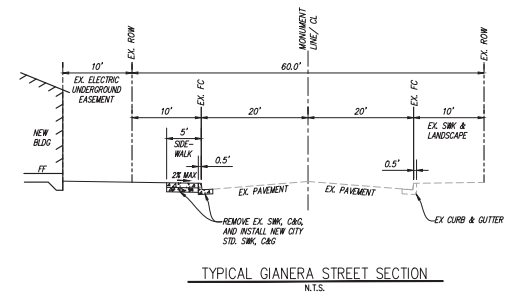 EX. ROW
MONUMENT
LINE/ CL
EX. ROW
10'
60.0'
EX. ELECTRIC
UNDERGROUND
EASEMENT
EX. FC
EX. FC
10'
20'
20'
10'
5'
SIDE-
WALK
EX. SWK &
LANDSCAPE
NEW
BLDG
0.5'
0.5'
FF
2% MAX
EX. PAVEMENT
EX. PAVEMENT
REMOVE EX. SWK, C&G,
AND INSTALL NEW CITY
STD. SWK, C&G
EX CURB & GUTTER
TYPICAL GIANERA STREET SECTION
N.T.S.